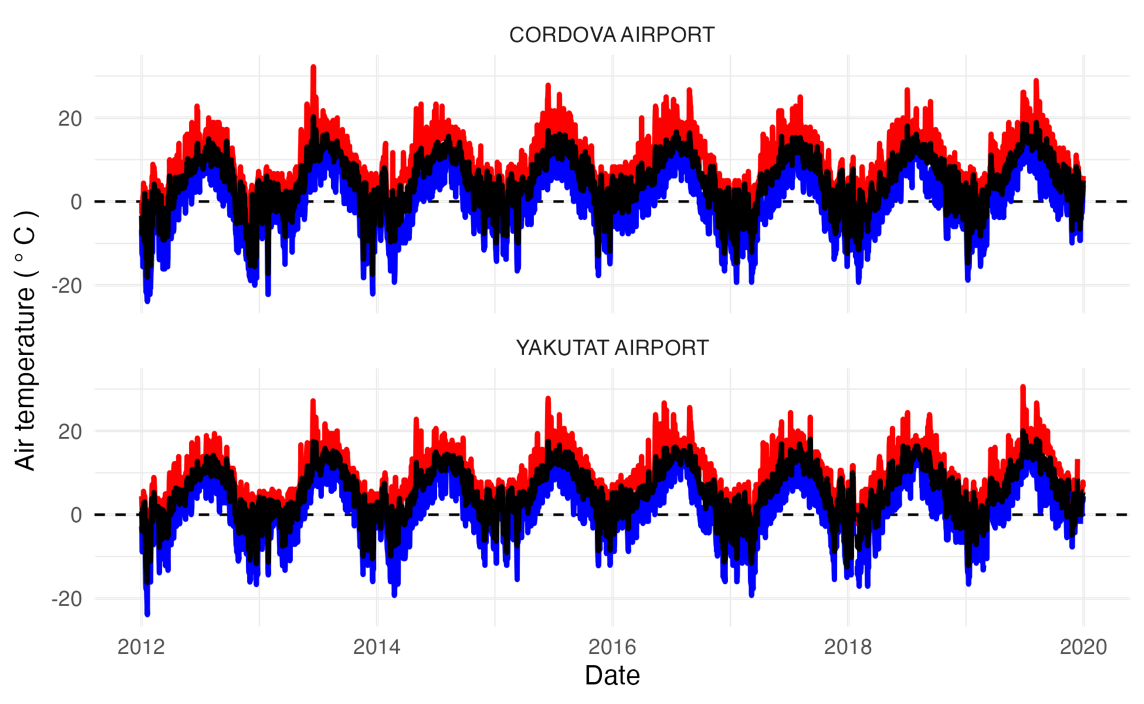 CORDOVA AIRPORT
20
0
-20
YAKUTAT AIRPORT
20
0
-20
Air temperature ( ° C )
2012 2014 2016 2018 2020
Date